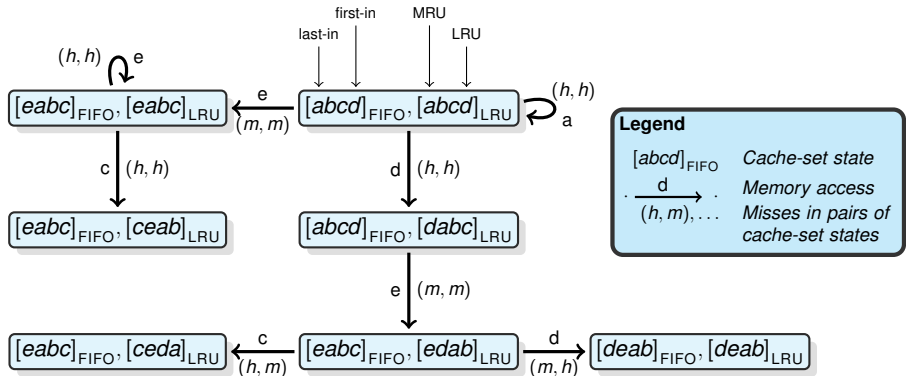 first-in MRU
last-in LRU
(h, h) e
[eabc]FIFO, [eabc]LRU
e
(m, m)
[abcd]FIFO, [abcd]LRU
(h, h)
a
c (h, h)
d (h, h)
[eabc]FIFO, [ceab]LRU
[abcd]FIFO, [dabc]LRU
e (m, m)
[eabc]FIFO, [ceda]LRU
c
(h, m)
[eabc]FIFO, [edab]LRU
d
(m, h)
[deab]FIFO, [deab]LRU
Legend
[abcd]FIFO Cache-set state
d Memory access
(h, m), ... Misses in pairs of
cache-set states